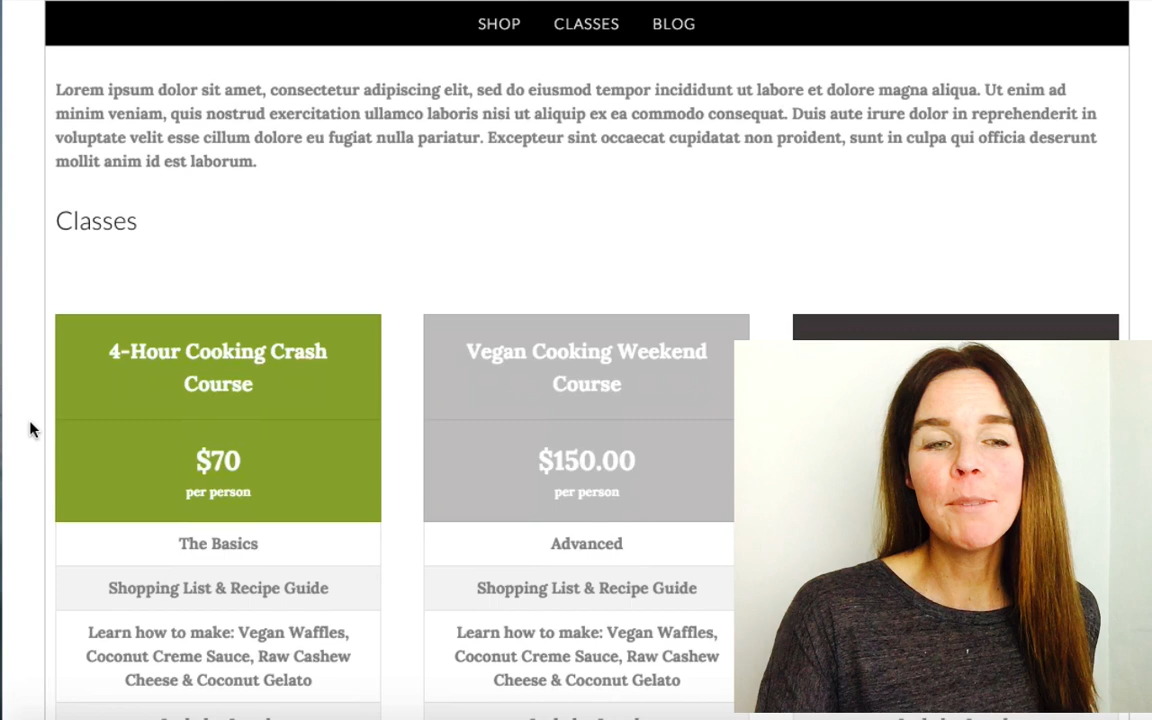 SHOP CLASSES BLOG
Lorem ipsum dolor sit amet, consectetur adipiscing elit, sed do eiusmod tempor incididunt ut labore et dolore magna aliqua. Ut enim ad
minim veniam, quis nostrud exercitation ullamco laboris nisi ut aliquip ex ea commodo consequat. Duis aute irure dolor in reprehenderit in
voluptate velit esse cillum dolore eu fugiat nulla pariatur. Excepteur sint occaecat cupidatat non proident, sunt in culpa qui officia deserunt
mollit anim id est laborum.
Classes
4-Hour Cooking Crash
Course
$70
per person
The Basics
Shopping List & Recipe Guide
Learn how to make: Vegan Waffles,
Coconut Creme Sauce, Raw Cashew
Cheese & Coconut Gelato
Vegan Cooking Weekend
Course
$150.00
per person
Advanced
Shopping List & Recipe Guide
Learn how to make: Vegan Waffles,
Coconut Creme Sauce, Raw Cashew
Cheese & Coconut Gelato